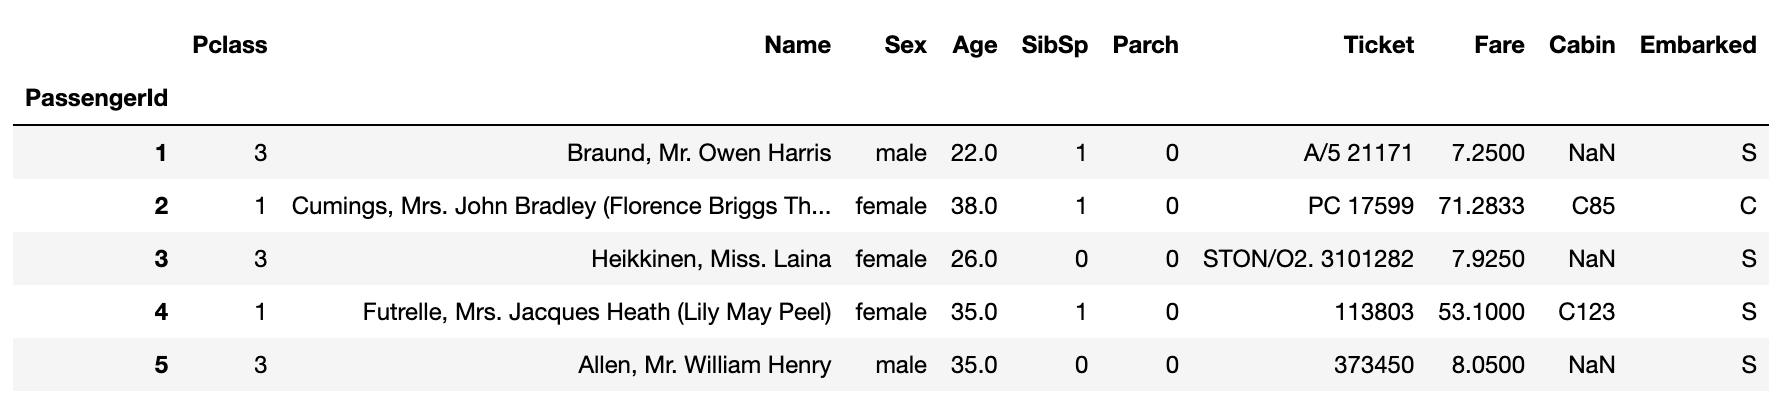 Pclass Name Sex Age SibSp Parch Ticket Fare Cabin Embarked
PassengerId
1 3 Braund, Mr. Owen Harris male 22.0 1 0 A/5 21171 7.2500 NaN S
2 1 Cumings, Mrs. John Bradley (Florence Briggs Th... female 38.0 1 0 PC 17599 71.2833 C85 C
3 3 Heikkinen, Miss. Laina female 26.0 0 0 STON/O2. 3101282 7.9250 NaN S
4 1 Futrelle, Mrs. Jacques Heath (Lily May Peel) female 35.0 1 0 113803 53.1000 C123 S
5 3 Allen, Mr. William Henry male 35.0 0 0 373450 8.0500 NaN S